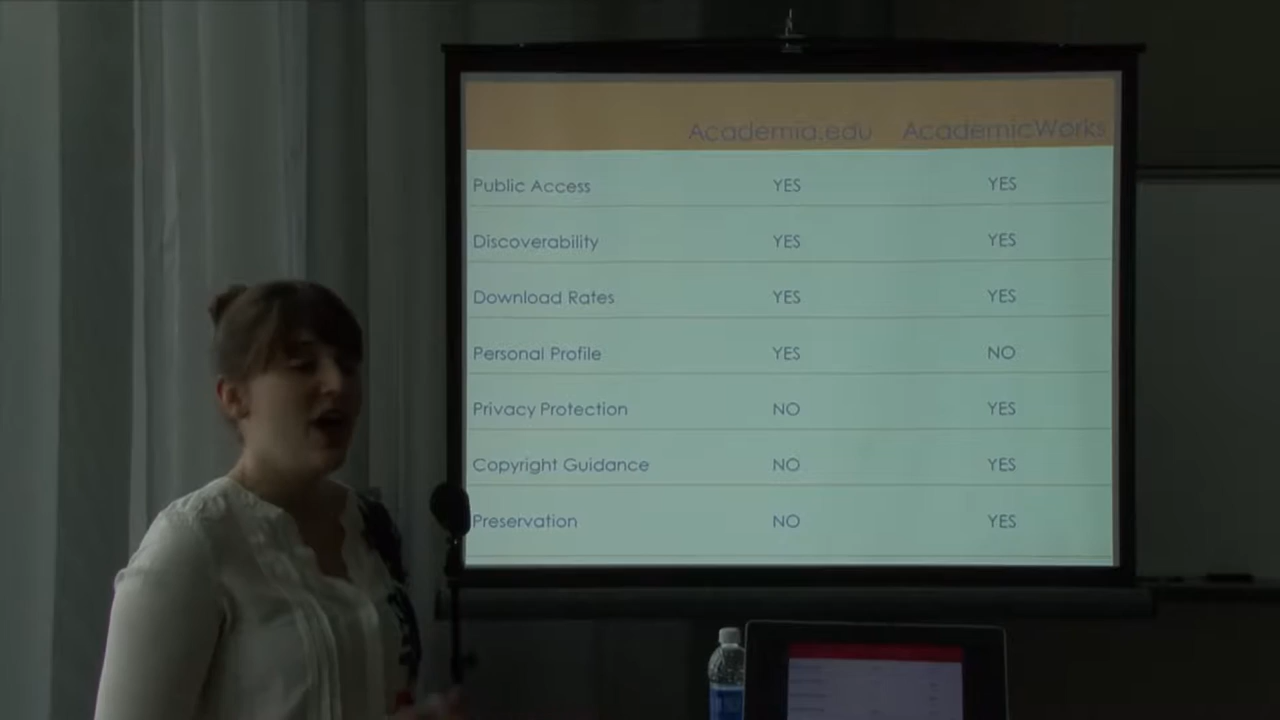 Academia.edu AcademicWorks
Public Access YES YES
Discoverability YES YES
Download Rates YES YES
Personal Profile YES NO
Privacy Protection NO YES
Copyright Guidance NO YES
Preservation NO YES